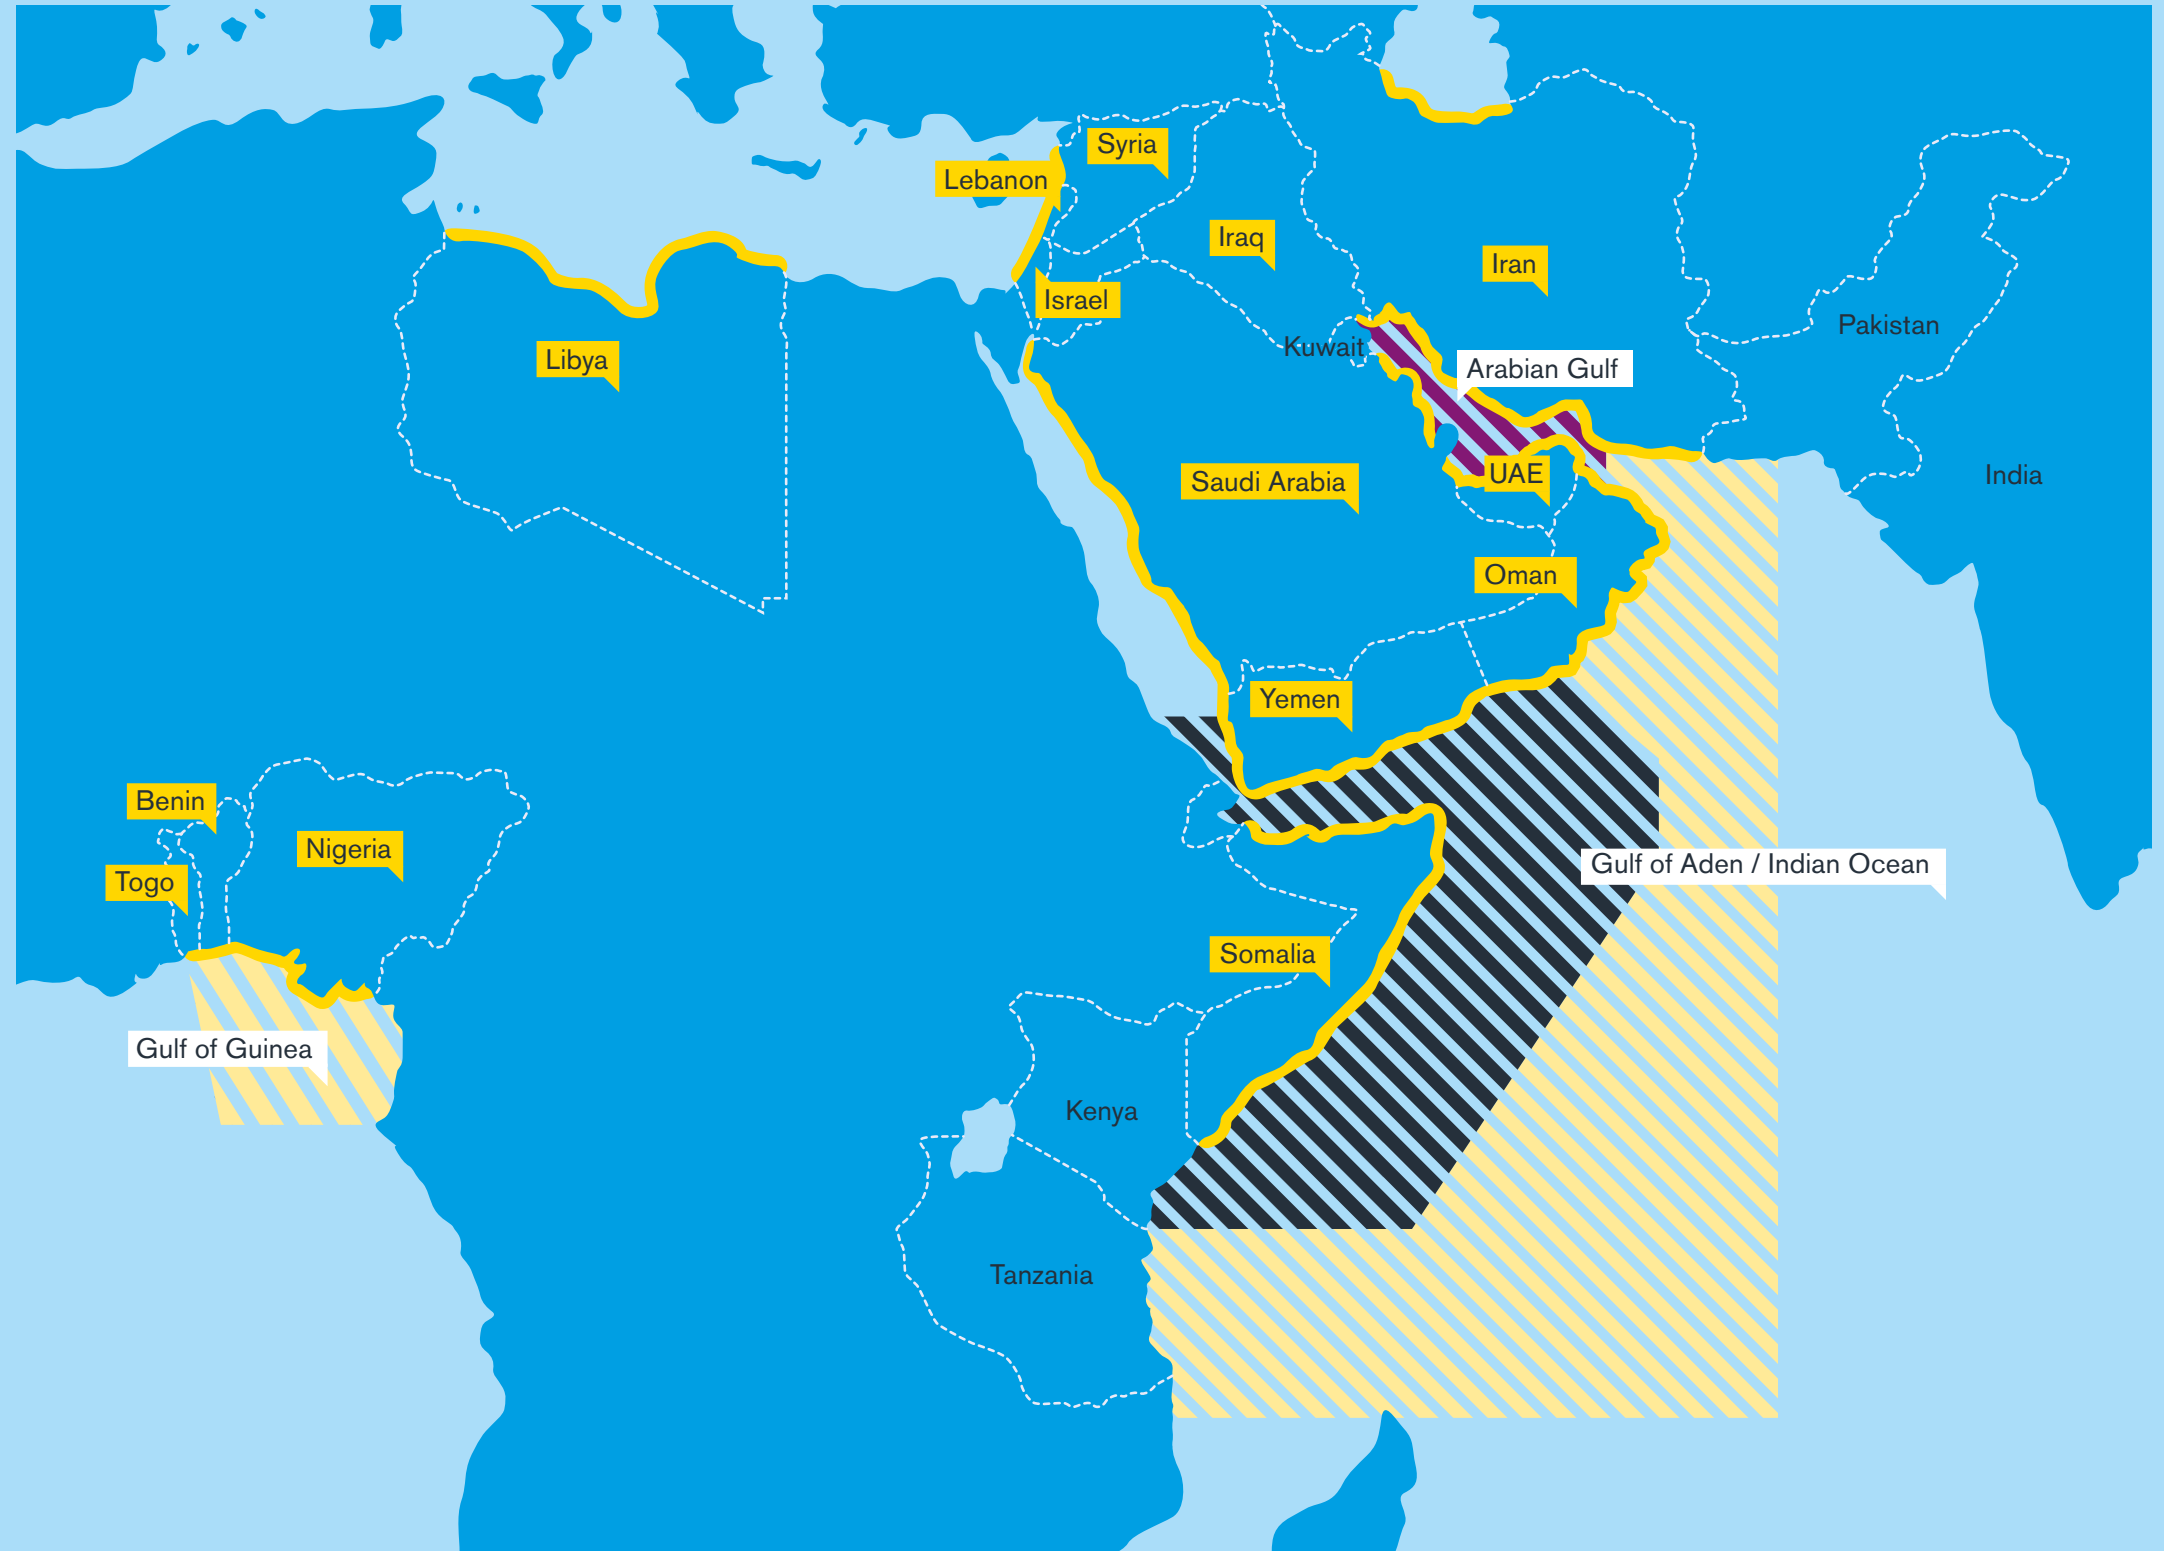 Syria
Lebanon
Iraq
Iran
Israel
Pakistan
Kuwait
Libya
Arabian Gulf
Saudi Arabia
UAE
India
Oman
Yemen
Benin
Nigeria
Togo
Gulf of Aden / Indian Ocean
Somalia
Gulf of Guinea
Kenya
Tanzania